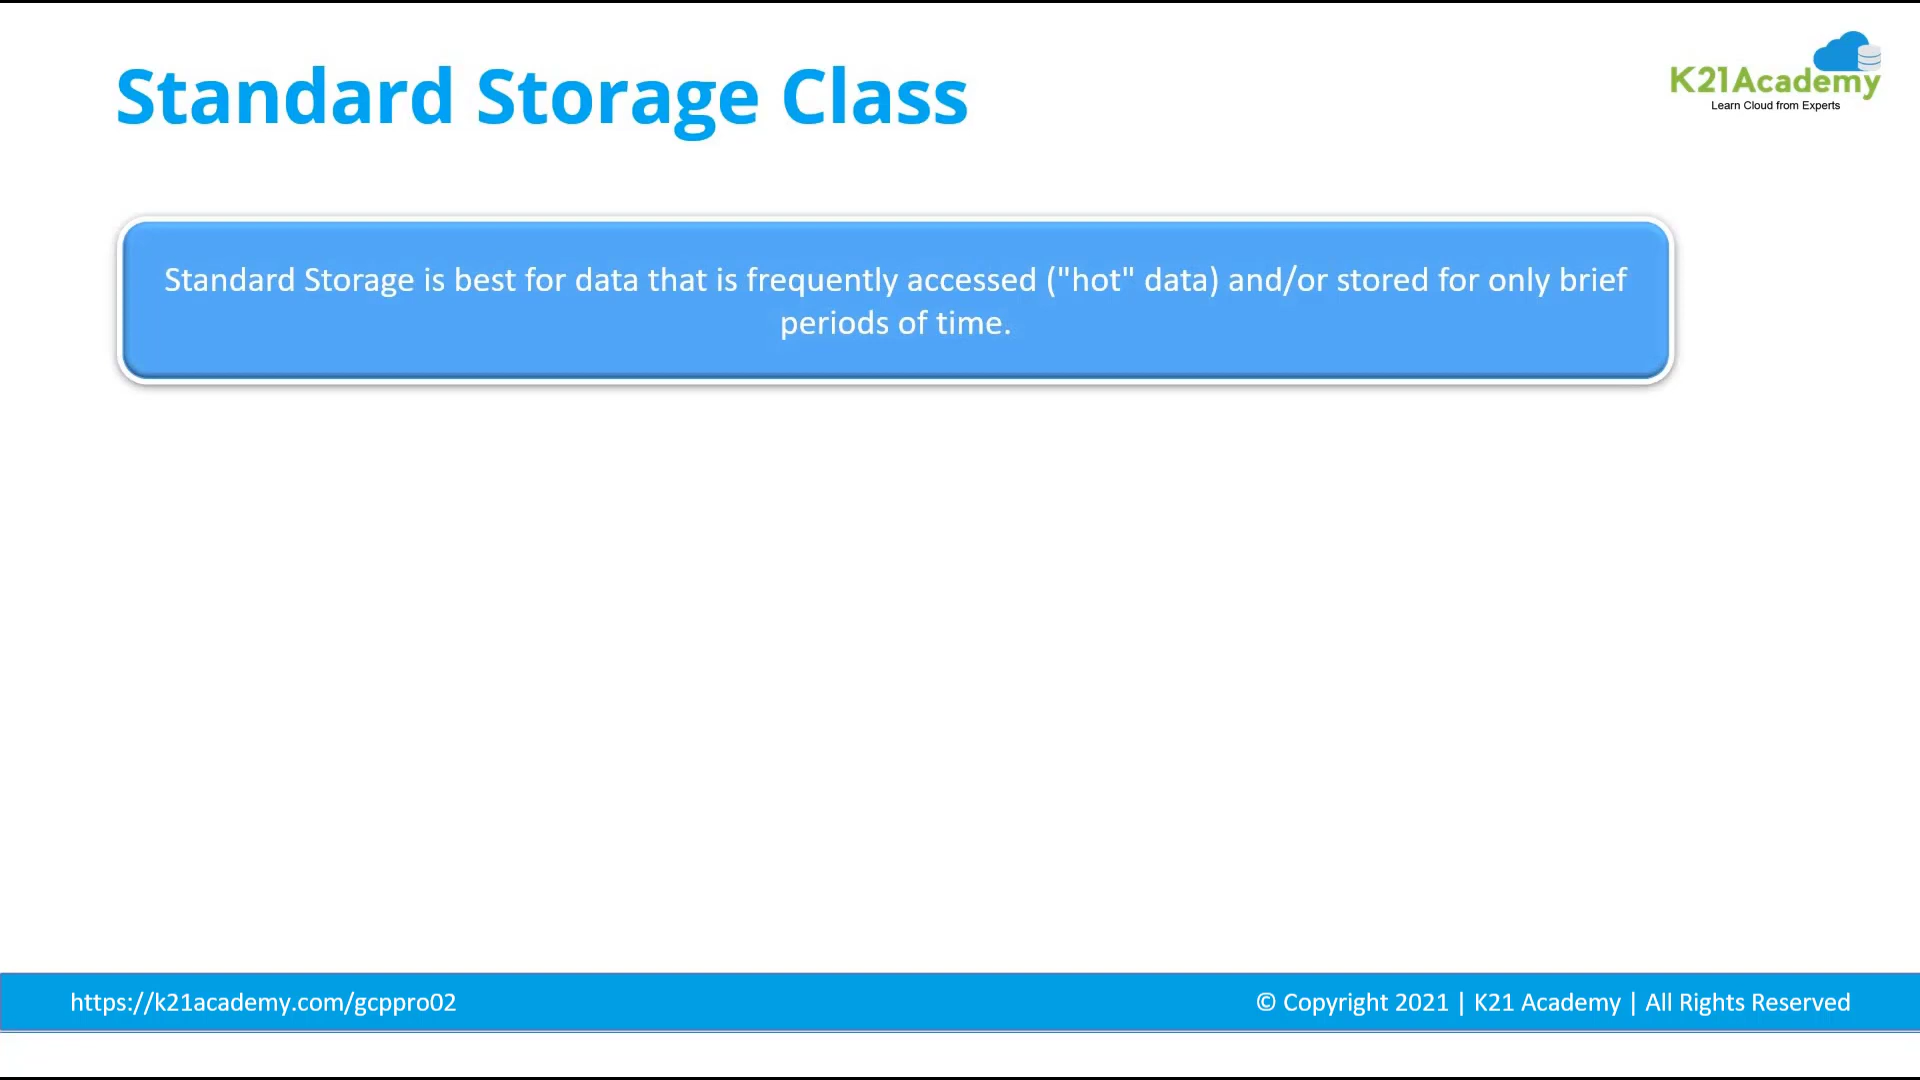 Standard Storage Class
K21Academy
Learn Cloud from Experts
Standard Storage is best for data that is frequently accessed ("hot" data) and/or stored for only brief
periods of time.
https://k21academy.com/gcppro02
© Copyright 2021 | K21 Academy | All Rights Reserved